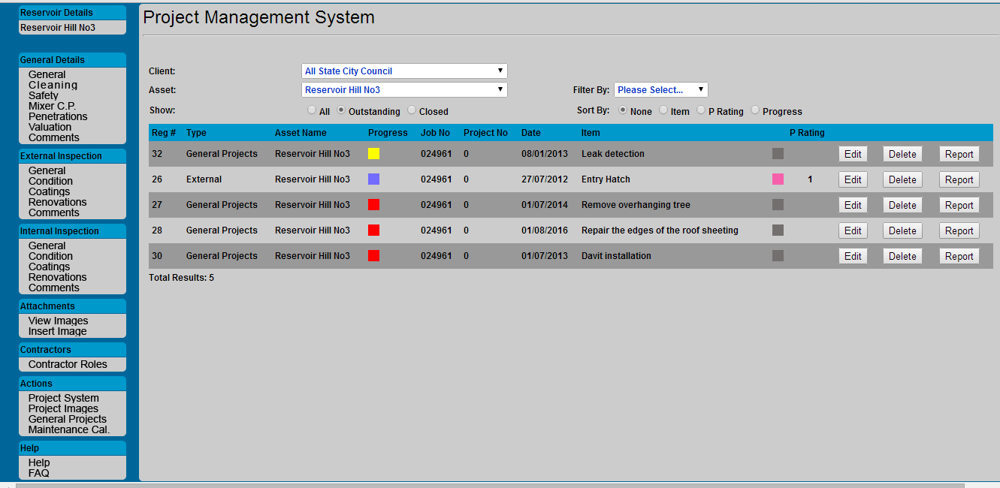 Reservoir Details
Reservoir Hill No3
General Details
General
Cleaning
Safety
Mixer C.P.
Penetrations
Valuation
Comments
External Inspection
General
Condition
Coatings
Renovations
Comments
Internal Inspection
General
Condition
Coatings
Renovations
Comments
Attachments
View Images
Insert Image
Contractors
Contractor Roles
Actions
Project System
Project Images
General Projects
Maintenance Cal.
Help
Help
FAQ
Project Management System
Client: All State City Council
Asset: Reservoir Hill No3 Filter By: Please Select...
Show: All Outstanding Closed Sort By: None Item P Rating Progress
Reg # Type Asset Name Progress Job No Project No Date Item P Rating
32 General Projects Reservoir Hill No3 024961 0 08/01/2013 Leak detection Edit Delete Report
26 External Reservoir Hill No3 024961 0 27/07/2012 Entry Hatch 1 Edit Delete Report
27 General Projects Reservoir Hill No3 024961 0 01/07/2014 Remove overhanging tree Edit Delete Report
28 General Projects Reservoir Hill No3 024961 0 01/08/2016 Repair the edges of the roof sheeting Edit Delete Report
30 General Projects Reservoir Hill No3 024961 0 01/07/2013 Davit installation Edit Delete Report
Total Results: 5